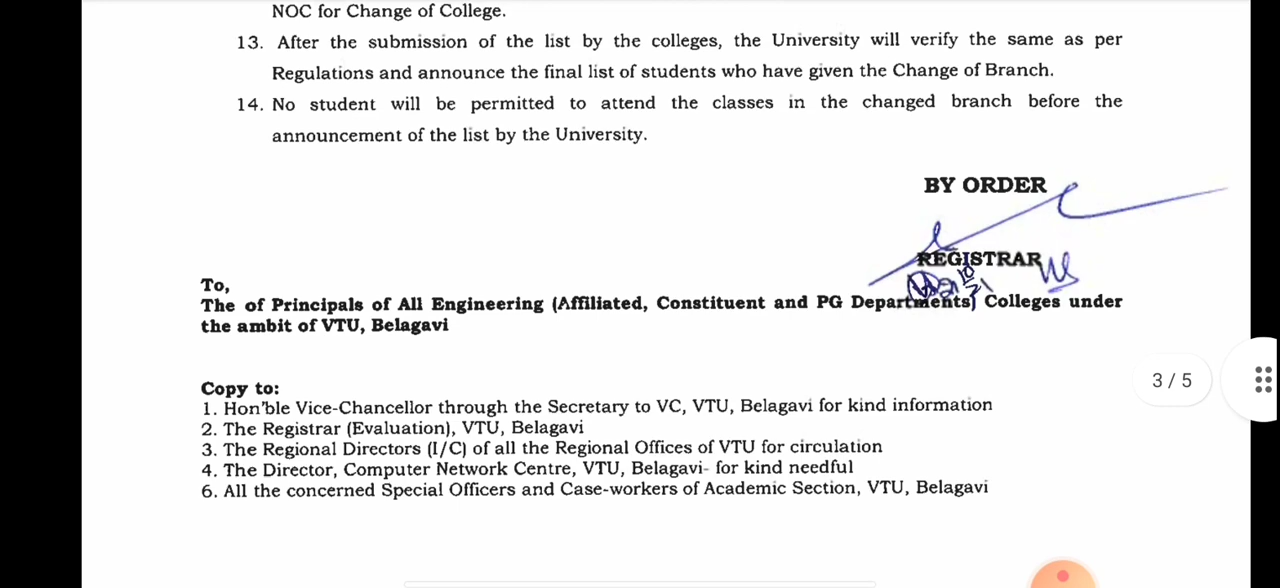 NOC for Change of College.
13. After the submission of the list by the colleges, the University will verify the same as per
Regulations and announce the final list of students who have given the Change of Branch.
14. No student will be permitted to attend the classes in the changed branch before the
announcement of the list by the University.
BY ORDER
REGISTRAR
To,
The of Principals of All Engineering (Affiliated, Constituent and PG Departments) Colleges under
the ambit of VTU, Belagavi
3 / 5
Copy to:
1. Hon'ble Vice-Chancellor through the Secretary to VC, VTU, Belagavi for kind information
2. The Registrar (Evaluation), VTU, Belagavi
3. The Regional Directors (I/C) of all the Regional Offices of VTU for circulation
4. The Director, Computer Network Centre, VTU, Belagavi- for kind needful
6. All the concerned Special Officers and Case-workers of Academic Section, VTU, Belagavi